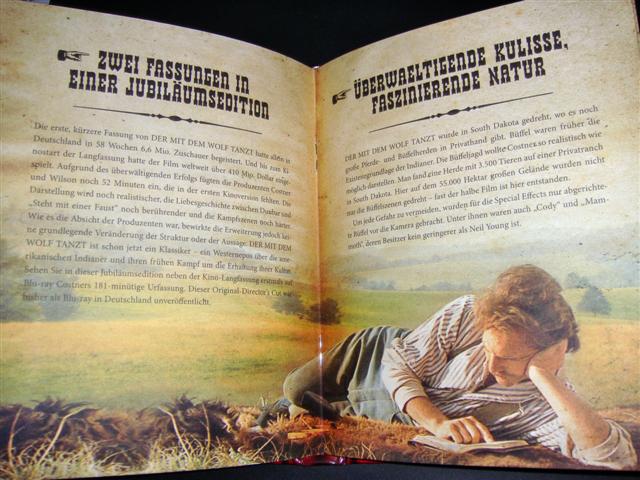 ZWEI FASSUNGEN IN
EINER JUBILÄUMSEDITION
Die erste, kürzere Fassung von DER MIT DEM WOLF TANZT hatte allein in
Deutschland in 58 Wochen 6,6 Mio. Zuschauer begeistert. Und bis zum Ki-
nostart der Langfassung hatte der Film weltweit über 410 Mio. Dollar einge-
spielt. Aufgrund des überwältigenden Erfolgs fügten die Produzenten Costner
und Wilson noch 52 Minuten ein, die in der ersten Kinoversion fehlten. Die
Darstellung wird noch realistischer, die Liebesgeschichte zwischen Dunbar und
„Steht mit einer Faust" noch berührender und die Kampfszenen noch härter.
Wie es die Absicht der Produzenten war, bewirkte die Erweiterung jedoch kei-
ne grundlegende Veränderung der Struktur oder der Aussage: DER MIT DEM
WOLF TANZT ist schon jetzt ein Klassiker – ein Westernepos über die ame-
rikanischen Indianer und ihren frühen Kampf um die Erhaltung ihrer Kultur.
Sehen Sie in dieser Jubiläumsedition neben der Kino-Langfassung erstmals auf
Blu-ray Costners 181-minütige Urfassung. Dieser Original-Director's Cut war
bisher als Blu-ray in Deutschland unveröffentlicht.
ÜBERWAELTIGENDE KULISSE,
FASZINIERENDE NATUR
DER MIT DEM WOLF TANZT wurde in South Dakota gedreht, wo es noch
große Pferde- und Büffelherden in Privathand gibt. Büffel waren früher die
Existenzgrundlage der Indianer. Die Büffeljagd wollte Costner so realistisch wie
möglich darstellen. Man fand eine Herde mit 3.500 Tieren auf einer Privatranch
in South Dakota. Hier auf dem 55.000 Hektar großen Gelände wurden nicht
nur die Büffelszenen gedreht – fast der halbe Film ist hier entstanden.
Um jede Gefahr zu vermeiden, wurden für die Special Effects nur abgerichte-
te Büffel vor die Kamera gebracht. Unter ihnen waren auch „Cody" und „Mam-
moth", deren Besitzer kein geringerer als Neil Young ist.